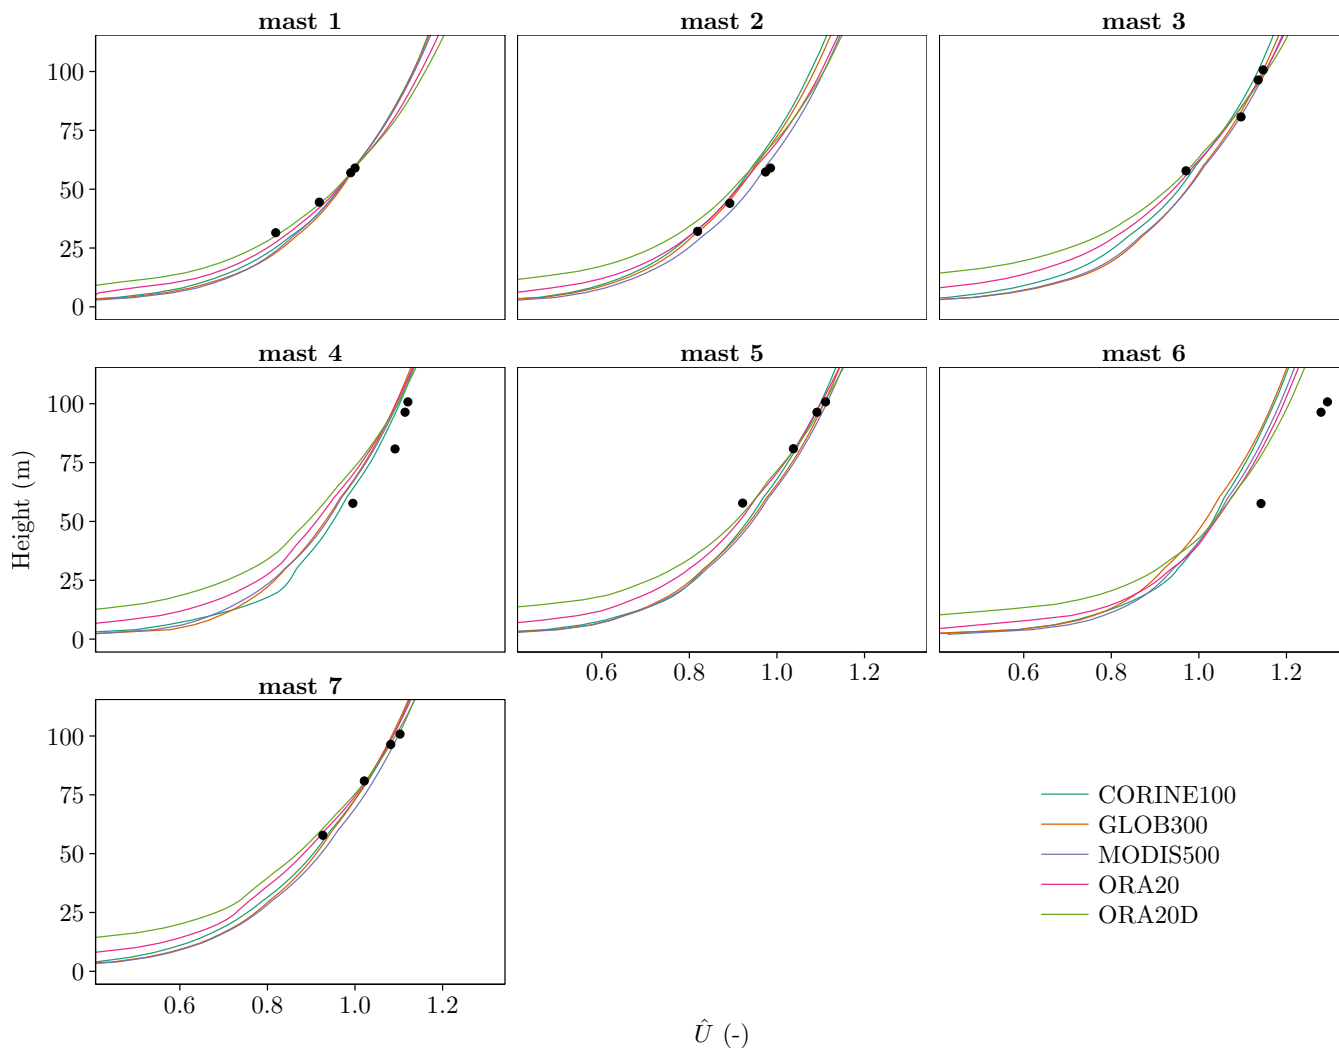 mast 1 mast 2 mast 3
100
75
50
25
0
mast 4 mast 5 mast 6
100
75
50
25
0
0.6 0.8 1.0 1.2 0.6 0.8 1.0 1.2
mast 7
100
75
50
25
0
0.6 0.8 1.0 1.2
Height (m)
Û (-)
CORINE100
GLOB300
MODIS500
ORA20
ORA20D